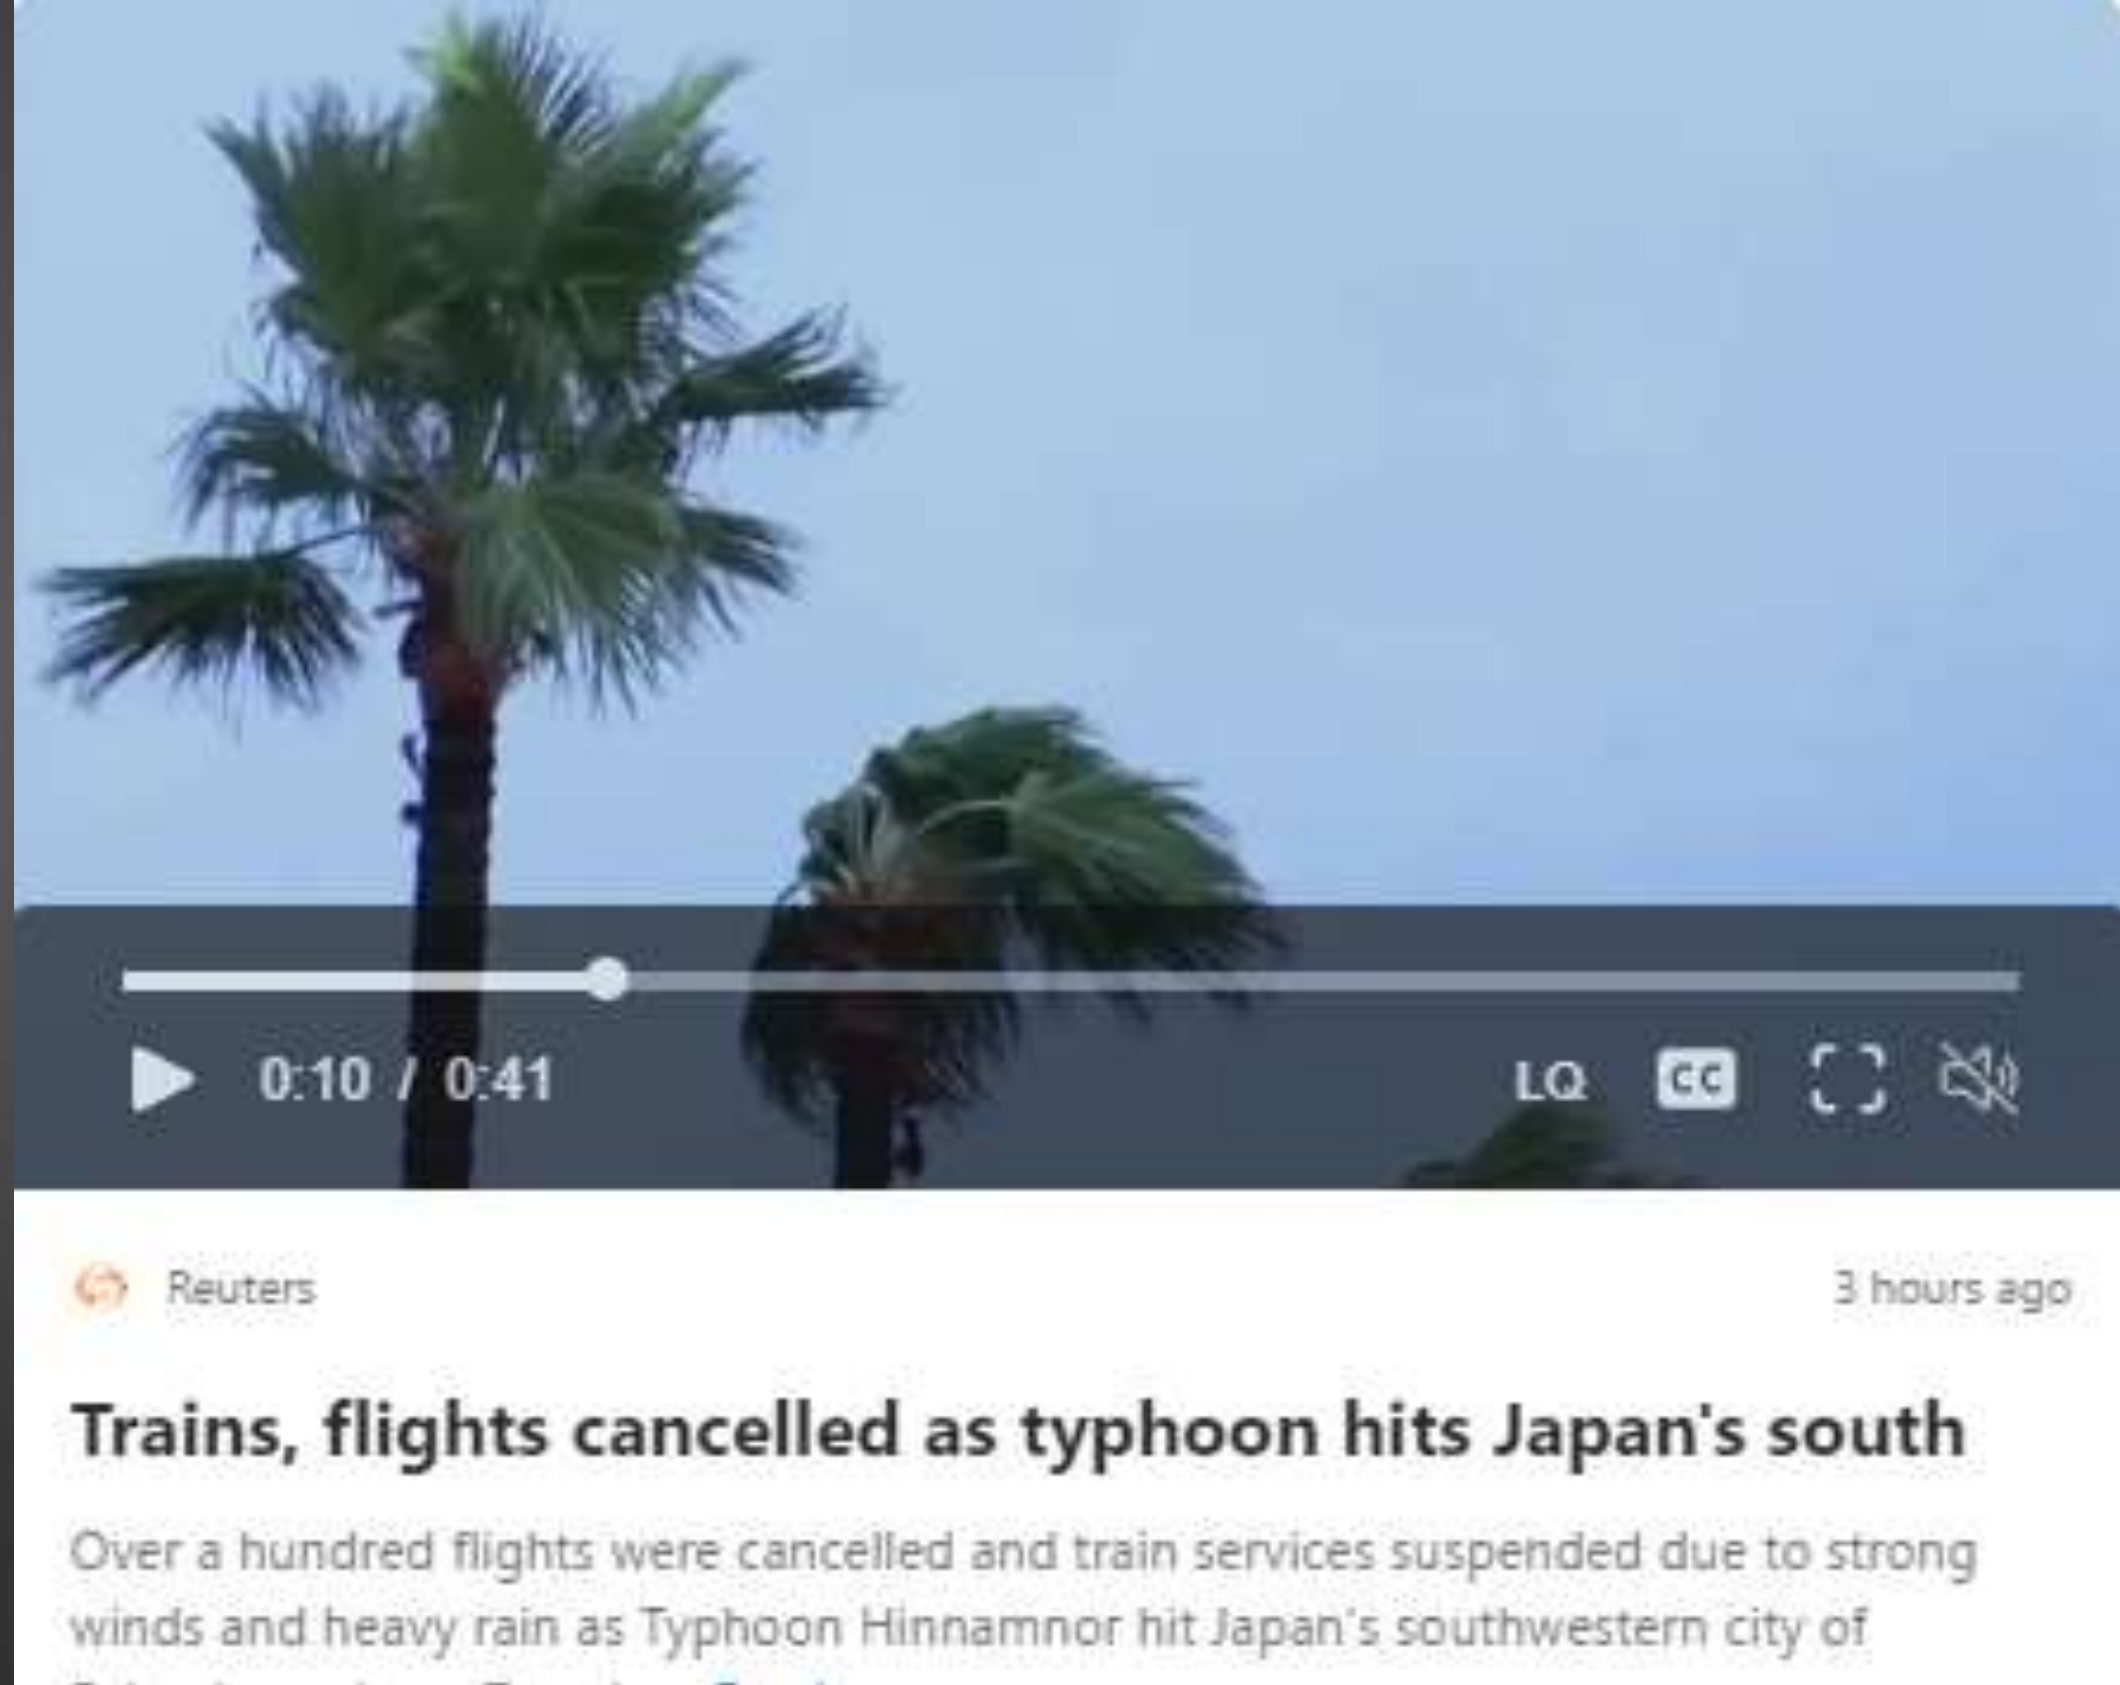 0:10 / 0:41
LQ CC
Reuters
3 hours ago
Trains, flights cancelled as typhoon hits Japan's south
Over a hundred flights were cancelled and train services suspended due to strong
winds and heavy rain as Typhoon Hinnamnor hit Japan's southwestern city of